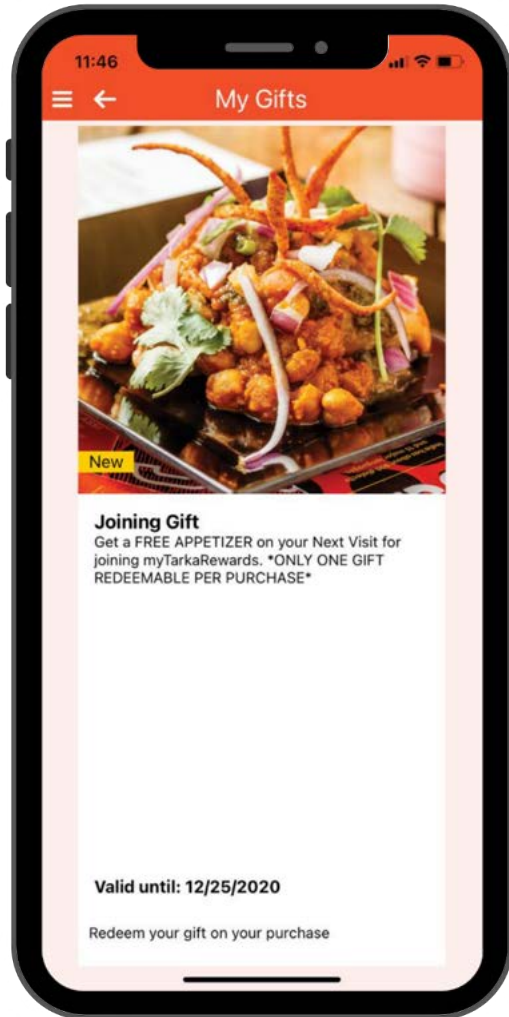 11:46
My Gifts
New
Joining Gift
Get a FREE APPETIZER on your Next Visit for
joining myTarkaRewards. *ONLY ONE GIFT
REDEEMABLE PER PURCHASE*
Valid until: 12/25/2020
Redeem your gift on your purchase